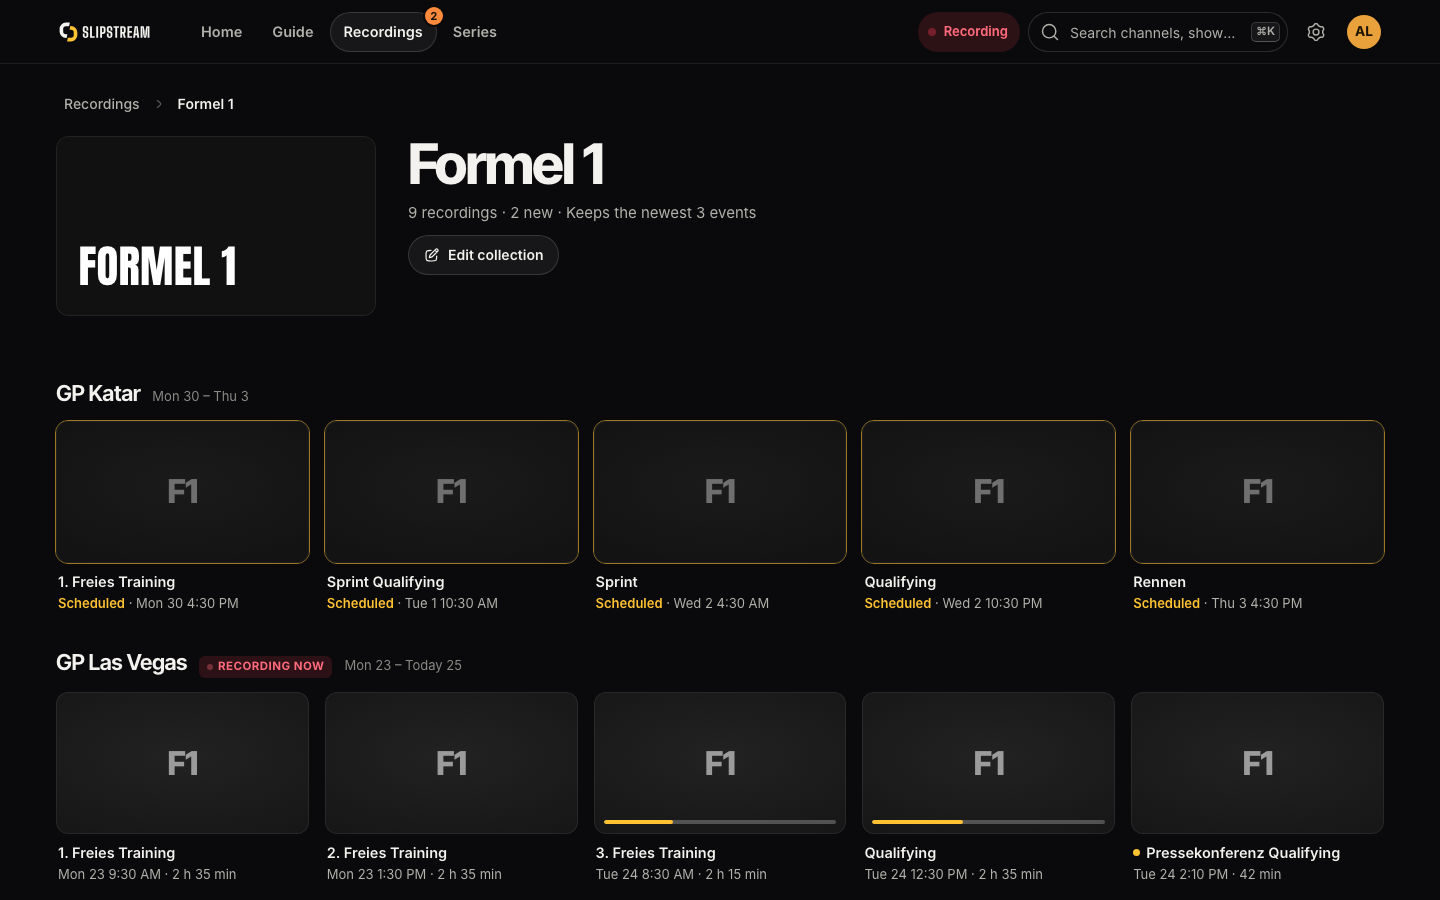 SLIPSTREAM
Home
Guide
Recordings
2
Series
Recording
Search channels, show...
⌘K
AL
Recordings
Formel 1
FORMEL 1
Formel 1
9 recordings · 2 new · Keeps the newest 3 events
Edit collection
GP Katar
Mon 30 – Thu 3
F1
F1
F1
F1
F1
1. Freies Training
Scheduled · Mon 30 4:30 PM
Sprint Qualifying
Scheduled · Tue 1 10:30 AM
Sprint
Scheduled · Wed 2 4:30 AM
Qualifying
Scheduled · Wed 2 10:30 PM
Rennen
Scheduled · Thu 3 4:30 PM
GP Las Vegas
RECORDING NOW
Mon 23 – Today 25
F1
F1
F1
F1
F1
1. Freies Training
Mon 23 9:30 AM · 2 h 35 min
2. Freies Training
Mon 23 1:30 PM · 2 h 35 min
3. Freies Training
Tue 24 8:30 AM · 2 h 15 min
Qualifying
Tue 24 12:30 PM · 2 h 35 min
Pressekonferenz Qualifying
Tue 24 2:10 PM · 42 min